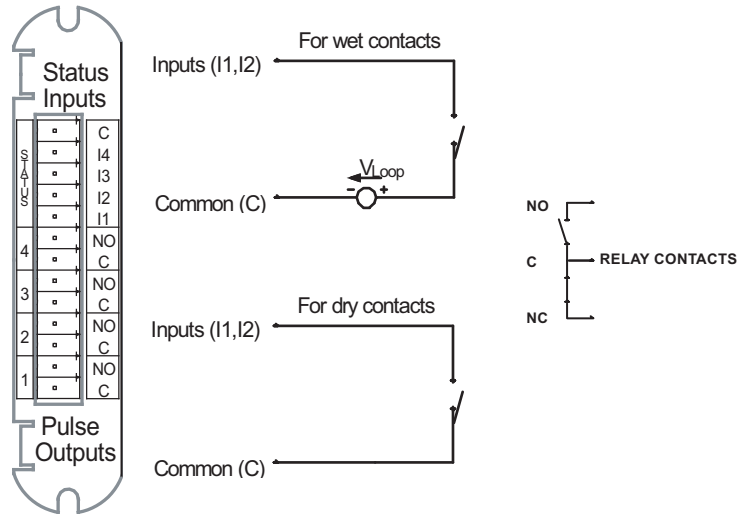 Status
Inputs
STATUS
C
I4
I3
I2
I1
4
NO
C
3
NO
C
2
NO
C
1
NO
C
Pulse
Outputs
For wet contacts
Inputs (I1,I2)
VLoop
- +
Common (C)
For dry contacts
Inputs (I1,I2)
Common (C)
NO
C RELAY CONTACTS
NC